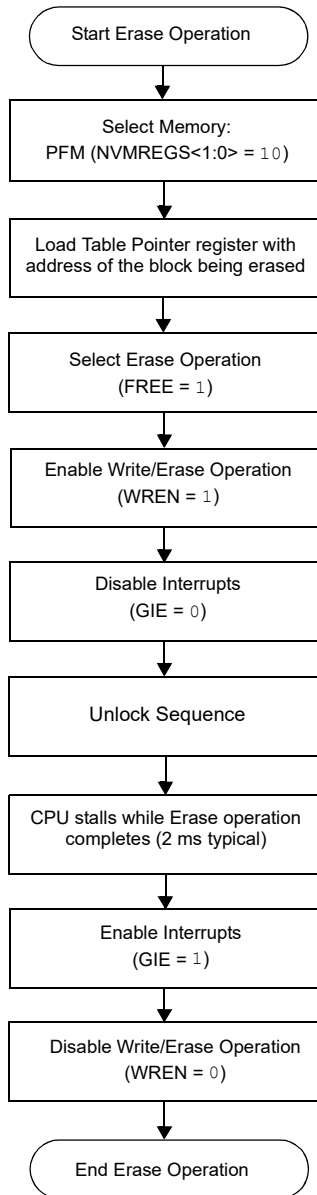 Start Erase Operation
Select Memory:
PFM (NVMREGS<1:0> = 10)
Load Table Pointer register with
address of the block being erased
Select Erase Operation
(FREE = 1)
Enable Write/Erase Operation
(WREN = 1)
Disable Interrupts
(GIE = 0)
Unlock Sequence
CPU stalls while Erase operation
completes (2 ms typical)
Enable Interrupts
(GIE = 1)
Disable Write/Erase Operation
(WREN = 0)
End Erase Operation